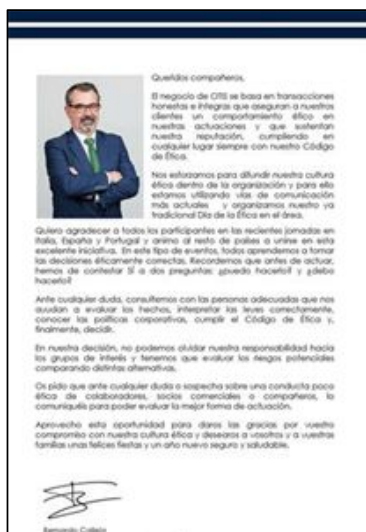 Queridos compañeros,
El negocio de OTIS se basa en transacciones
honestas e íntegras que aseguran a nuestros
clientes un comportamiento ético en
nuestras actuaciones y que sustentan
nuestra reputación, cumpliendo en
cualquier lugar siempre con nuestro Código
de Ética.
Nos esforzamos para difundir nuestra cultura
ética dentro de la organización y para ello
estamos utilizando vías de comunicación
más actuales y organizamos nuestro ya
tradicional Día de la Ética en el área.
Quiero agradecer a todos los participantes en las recientes jornadas en
Italia, España y Portugal y animo al resto de países a unirse en esta
excelente iniciativa. En este tipo de eventos, todos aprendemos a tomar
las decisiones éticamente correctas. Recordemos que antes de actuar,
hemos de contestar SÍ a dos preguntas: ¿puedo hacerlo? y ¿debo
hacerlo?
Ante cualquier duda, consultemos con las personas adecuadas que nos
ayudan a evaluar los hechos, interpretar las leyes correctamente,
conocer las políticas corporativas, cumplir el Código de Ética y,
finalmente, decidir.
En nuestra decisión, no podemos olvidar nuestra responsabilidad hacia
los grupos de interés y tenemos que evaluar los riesgos potenciales
comparando distintas alternativas.
Os pido que ante cualquier duda o sospecha sobre una conducta poco
ética de colaboradores, socios comerciales o compañeros, lo
comuniquéis para poder evaluar la mejor forma de actuación.
Aprovecho esta oportunidad para daros las gracias por vuestro
compromiso con nuestra cultura ética y desearos a vosotros y a vuestras
familias unas felices fiestas y un año nuevo seguro y saludable.
Bernardo Calleja